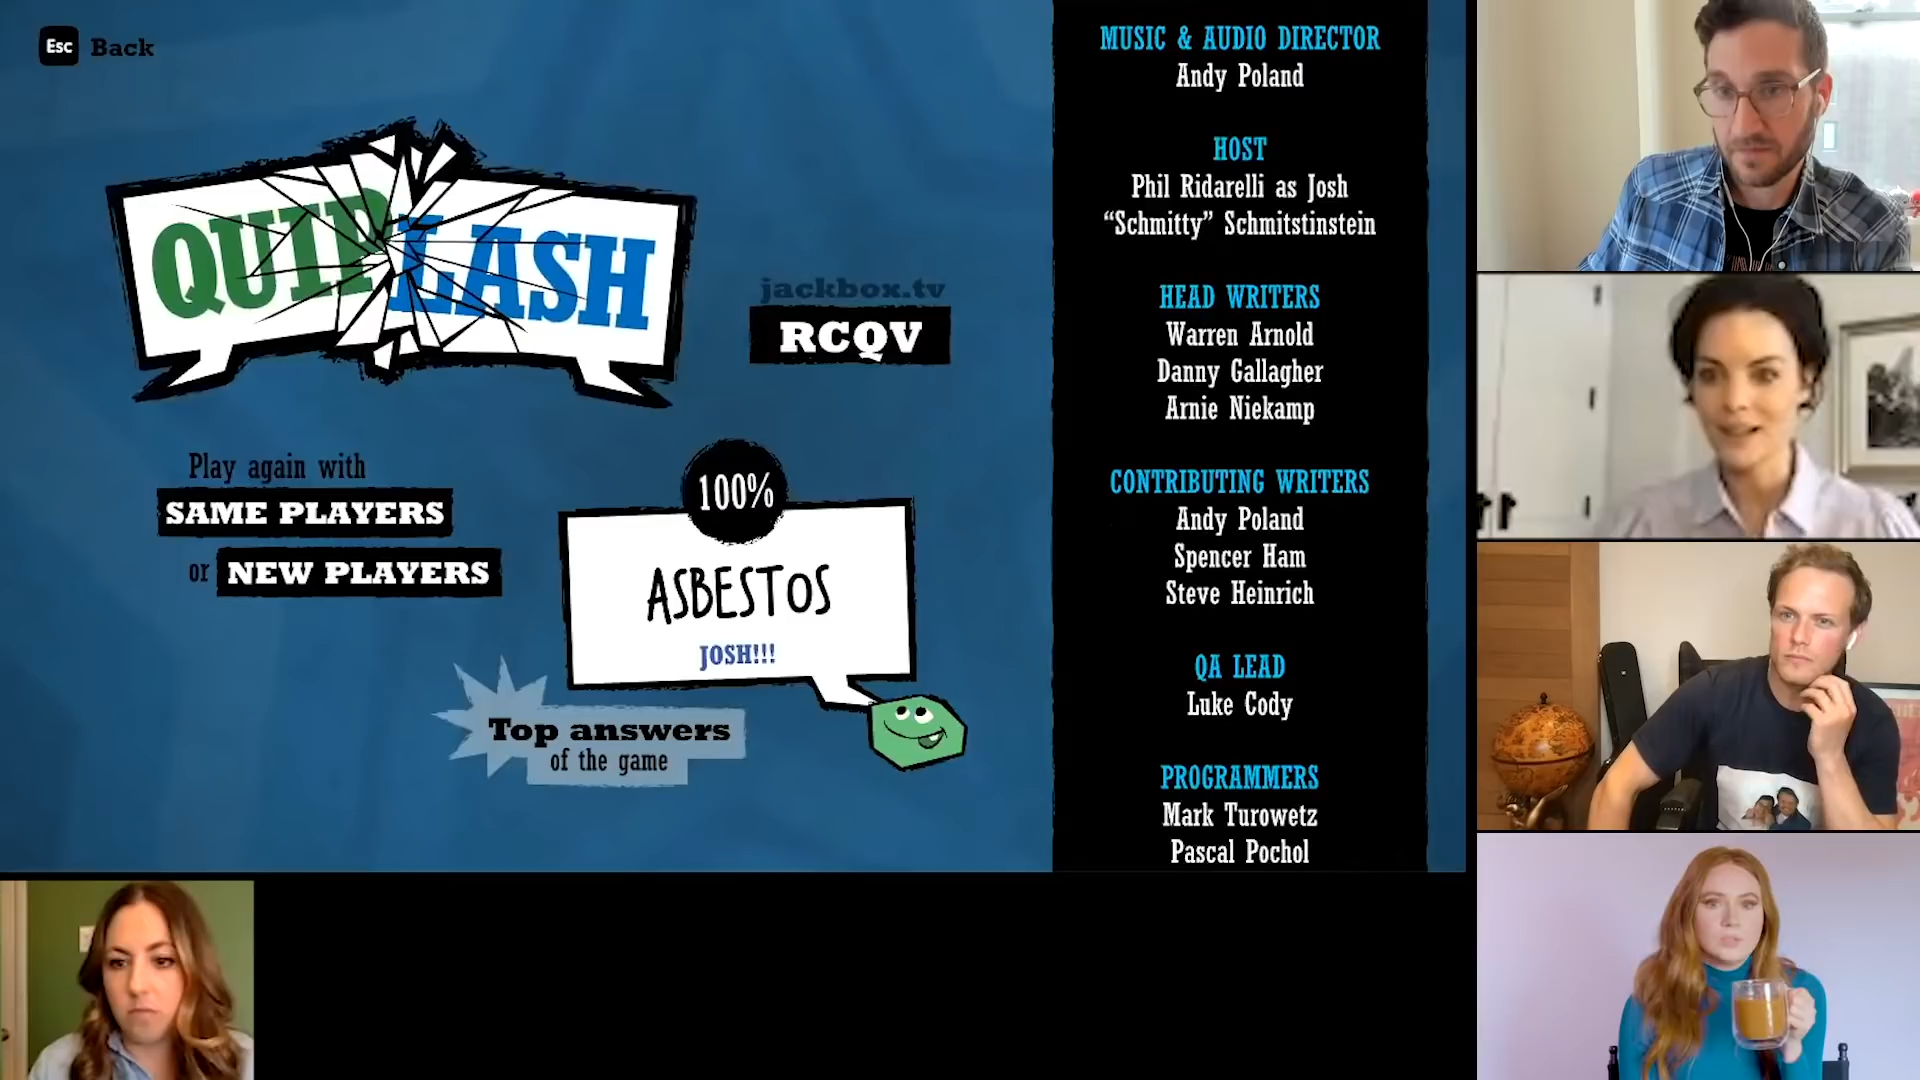 Esc Back
QUIPLASH
jackbox.tv
RCQV
Play again with
SAME PLAYERS
or NEW PLAYERS
100%
ASBESTOS
JOSH!!!
Top answers
of the game
MUSIC & AUDIO DIRECTOR
Andy Poland
HOST
Phil Ridarelli as Josh
“Schmitty” Schmitstinstein
HEAD WRITERS
Warren Arnold
Danny Gallagher
Arnie Niekamp
CONTRIBUTING WRITERS
Andy Poland
Spencer Ham
Steve Heinrich
QA LEAD
Luke Cody
PROGRAMMERS
Mark Turowetz
Pascal Pochol